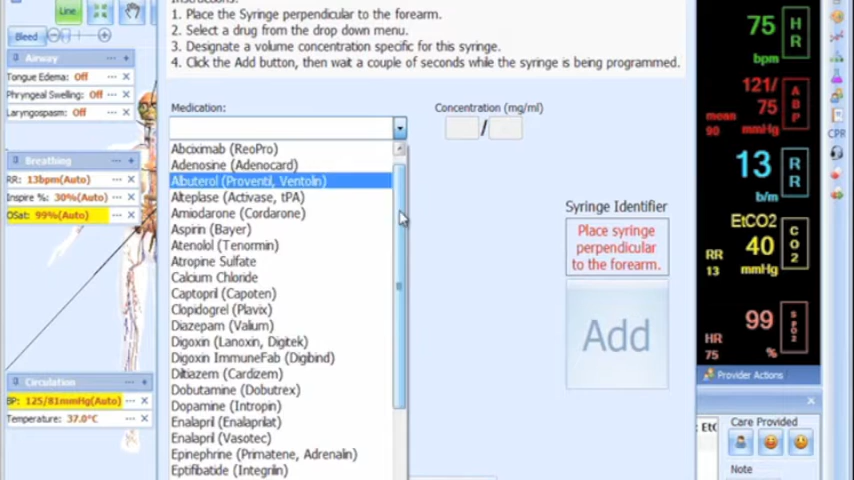 Line
Bleed
Airway
Tongue Edema: Off
Phryngeal Swelling: Off
Laryngospasm: Off
Breathing
RR: 13bpm(Auto)
Inspire %: 30%(Auto)
OSat: 99%(Auto)
Circulation
BP: 125/81mmHg(Auto)
Temperature: 37.0°C
1. Place the Syringe perpendicular to the forearm.
2. Select a drug from the drop down menu.
3. Designate a volume concentration specific for this syringe.
4. Click the Add button, then wait a couple of seconds while the syringe is being programmed.
Medication:
Concentration (mg/ml)
/
Abciximab (ReoPro)
Adenosine (Adenocard)
Albuterol (Proventil, Ventolin)
Alteplase (Activase, tPA)
Amiodarone (Cordarone)
Aspirin (Bayer)
Atenolol (Tenormin)
Atropine Sulfate
Calcium Chloride
Captopril (Capoten)
Clopidogrel (Plavix)
Diazepam (Valium)
Digoxin (Lanoxin, Digitek)
Digoxin ImmuneFab (Digibind)
Diltiazem (Cardizem)
Dobutamine (Dobutrex)
Dopamine (Intropin)
Enalapril (Enalaprilat)
Enalapril (Vasotec)
Epinephrine (Primatene, Adrenalin)
Eptifibatide (Integrilin)
Syringe Identifier
Place syringe
perpendicular
to the forearm.
Add
75
bpm
HR
121/
75
mean
90
mmHg
ABP
13
b/m
RR
EtCO2
40
RR
13
mmHg
CO2
99
HR
75
%
SPO2
Provider Actions
CPR
EtC
Care Provided
Note